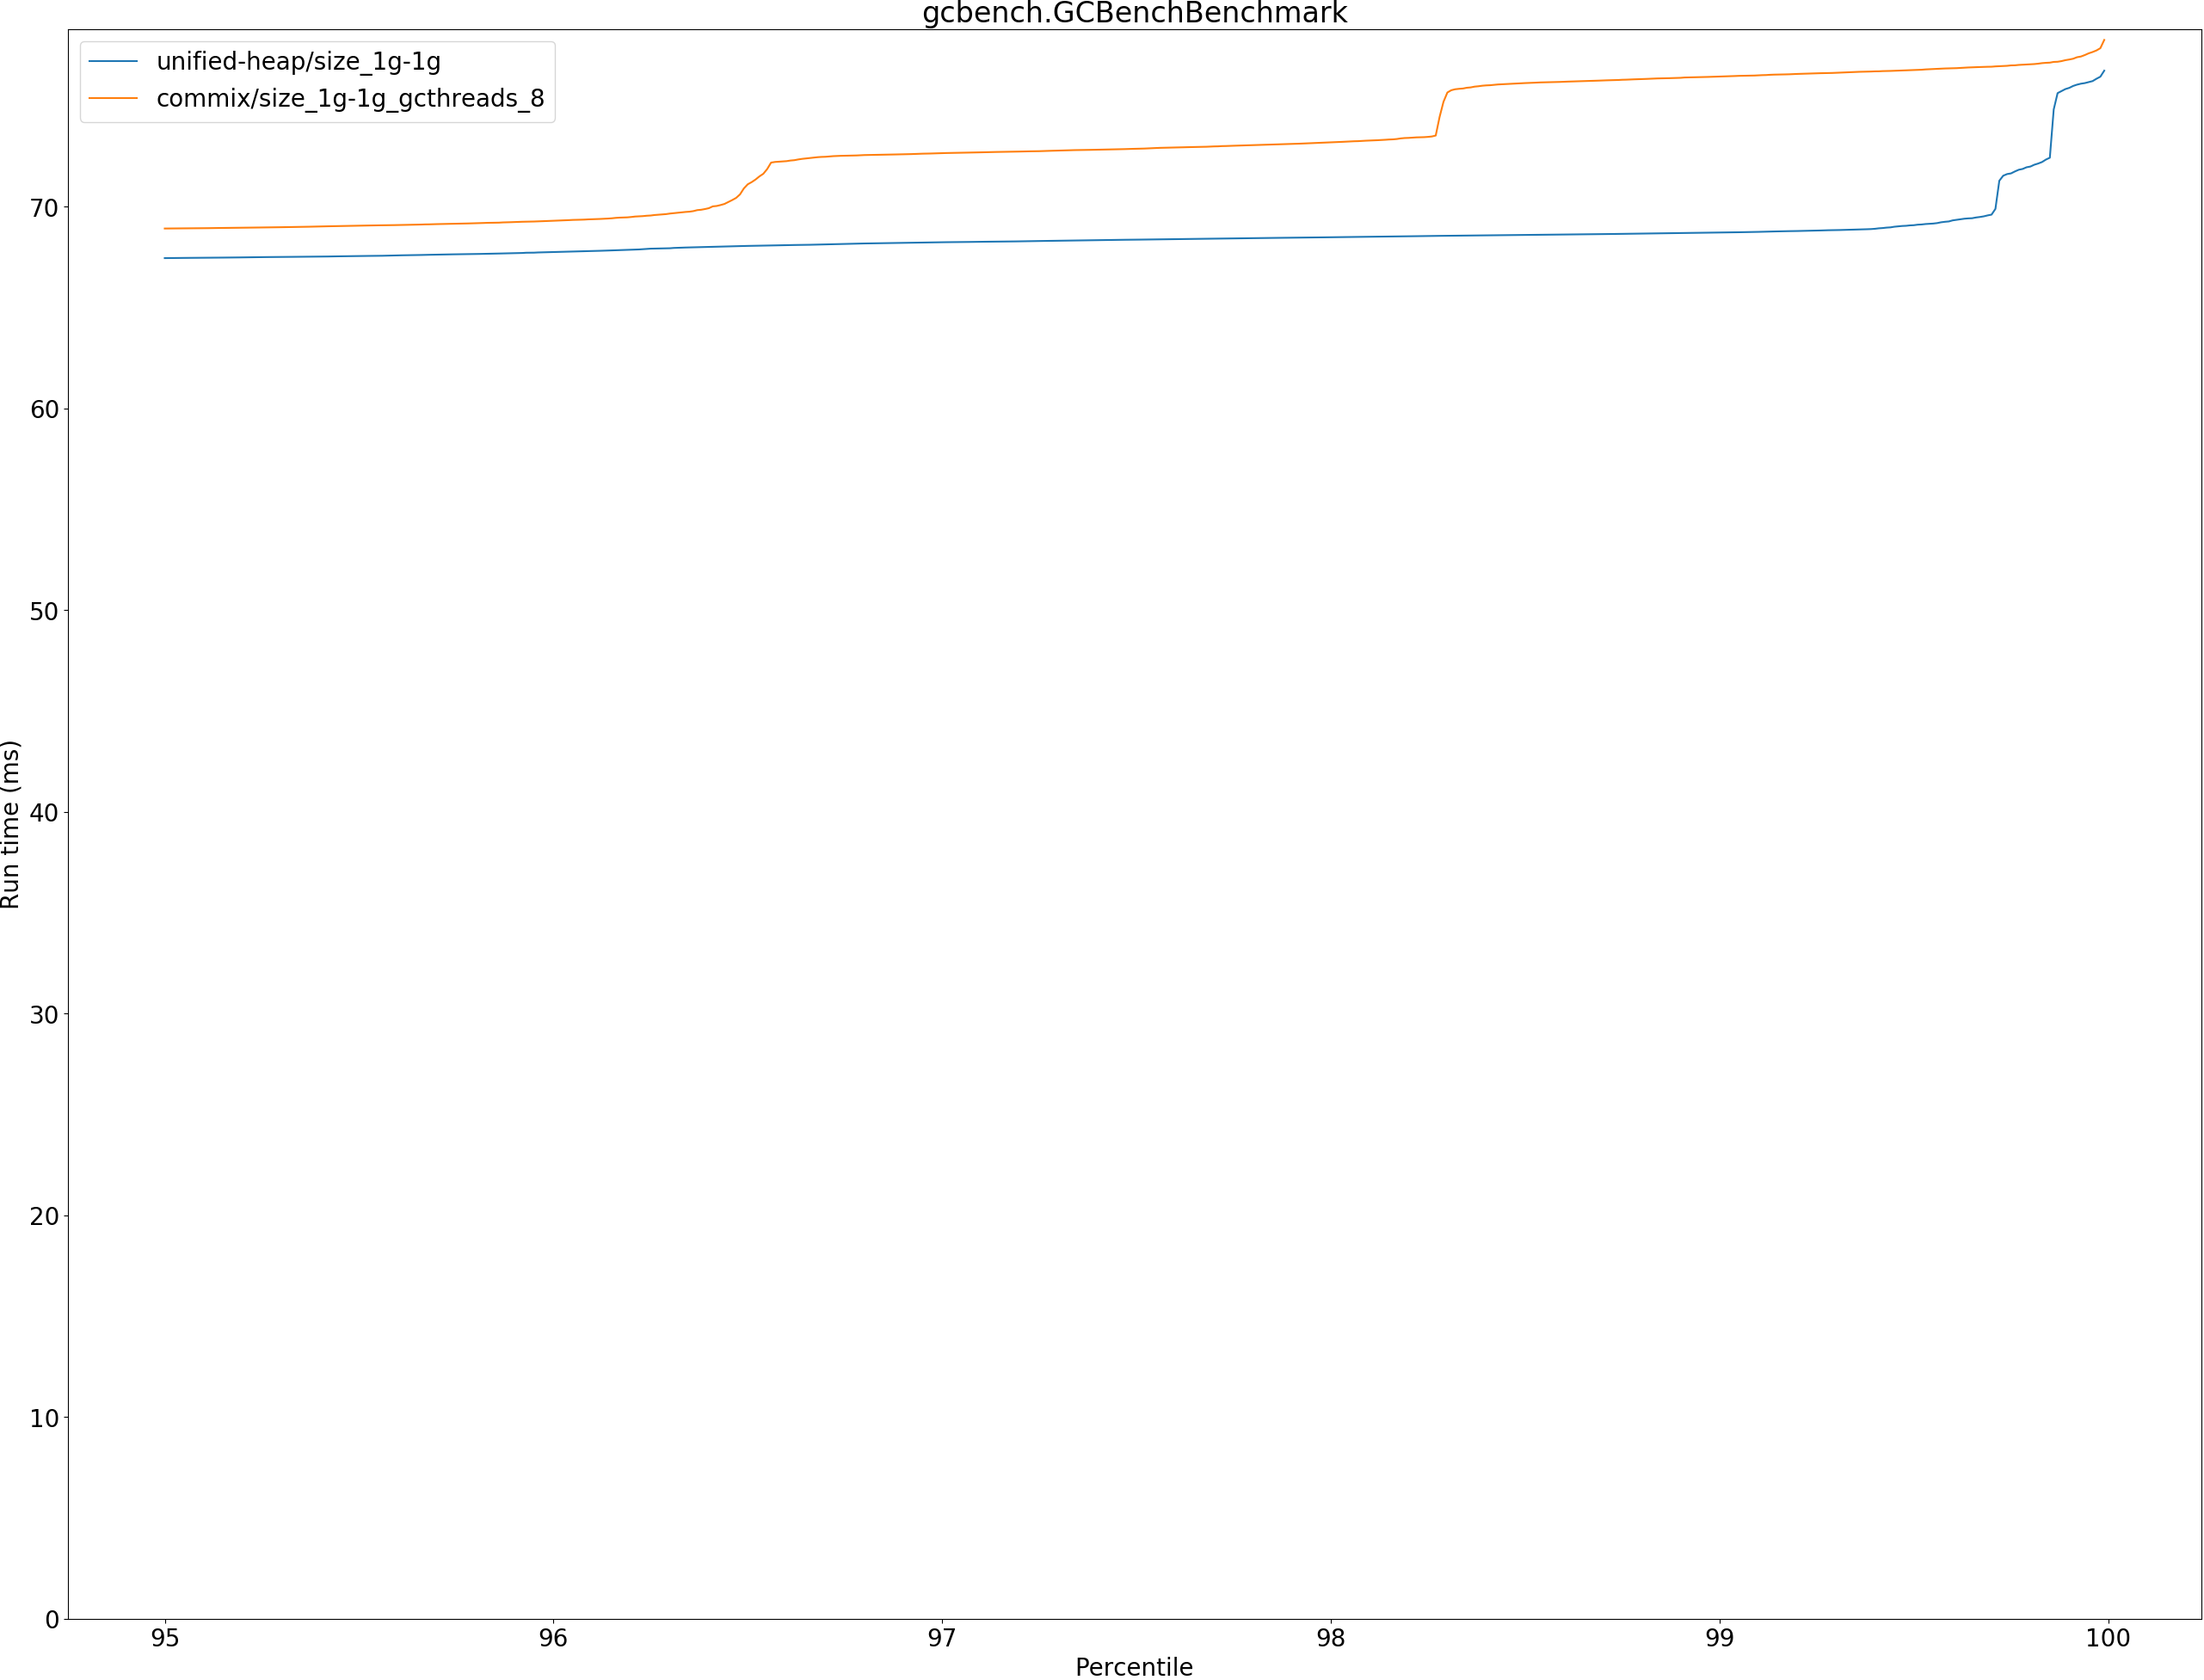 gcbench.GCBenchBenchmark
unified-heap/size_1g-1g
commix/size_1g-1g_gcthreads_8
70
60
50
40
30
20
10
0
Run time (ms)
95 96 97 98 99 100
Percentile